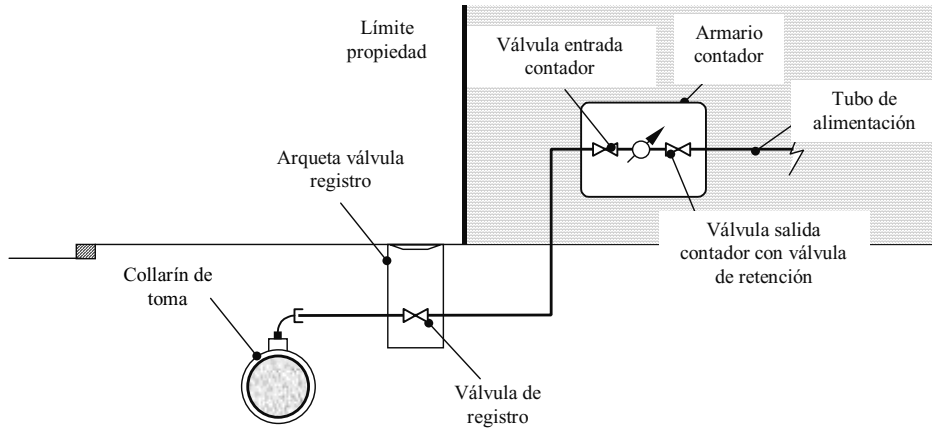 Límite
propiedad
Válvula entrada
contador
Armario
contador
Tubo de
alimentación
Arqueta válvula
registro
Válvula salida
contador con válvula
de retención
Collarín de
toma
Válvula de
registro